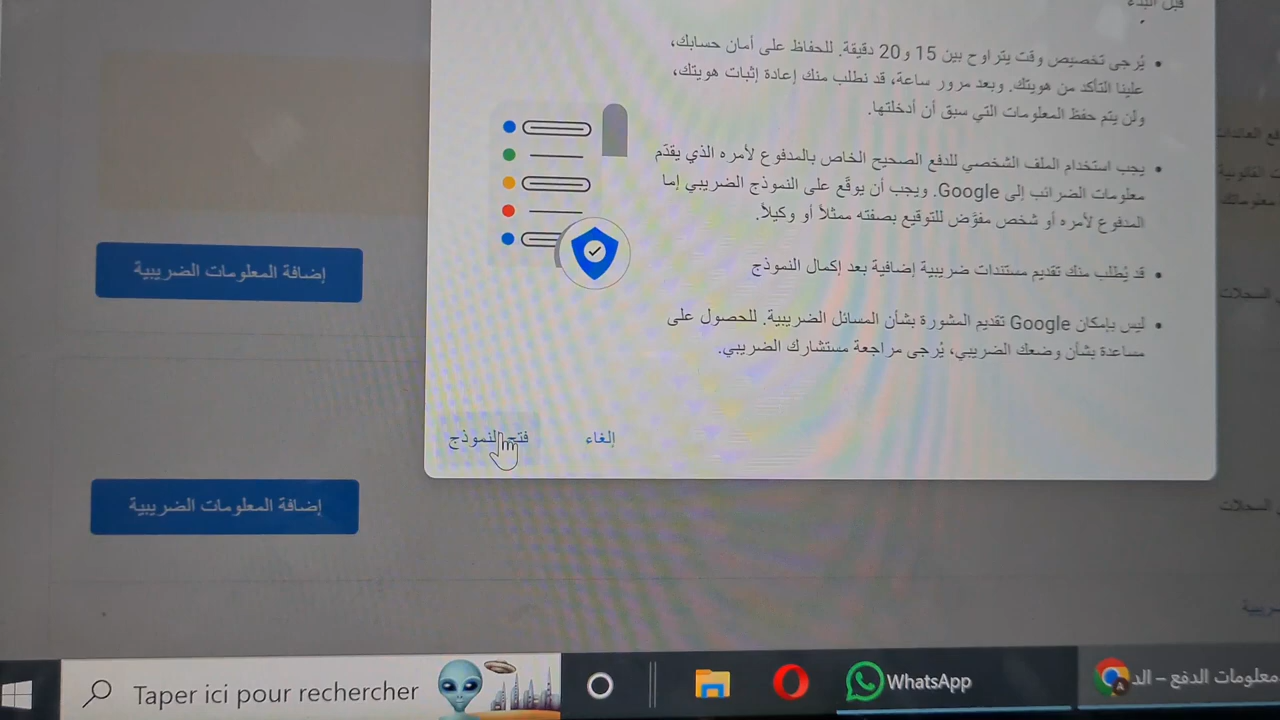 قبل البدء
• يُرجى تخصيص وقت يتراوح بين 15 و20 دقيقة. للحفاظ على أمان حسابك،
علينا التأكد من هويتك. وبعد مرور ساعة، قد نطلب منك إعادة إثبات هويتك،
ولن يتم حفظ المعلومات التي سبق أن أدخلتها.
• يجب استخدام الملف الشخصي للدفع الصحيح الخاص بالمدفوع لأمره الذي يقدّم
معلومات الضرائب إلى Google. ويجب أن يوقّع على النموذج الضريبي إما
المدفوع لأمره أو شخص مفوَّض للتوقيع بصفته ممثلاً أو وكيلاً.
• قد يُطلب منك تقديم مستندات ضريبية إضافية بعد إكمال النموذج
• ليس بإمكان Google تقديم المشورة بشأن المسائل الضريبية. للحصول على
مساعدة بشأن وضعك الضريبي، يُرجى مراجعة مستشارك الضريبي.
إلغاء
فتح النموذج
القانونية
معلوماتك
السجلات
إضافة المعلومات الضريبية
السجلات
إضافة المعلومات الضريبية
Taper ici pour rechercher
WhatsApp
معلومات الدفع – الد